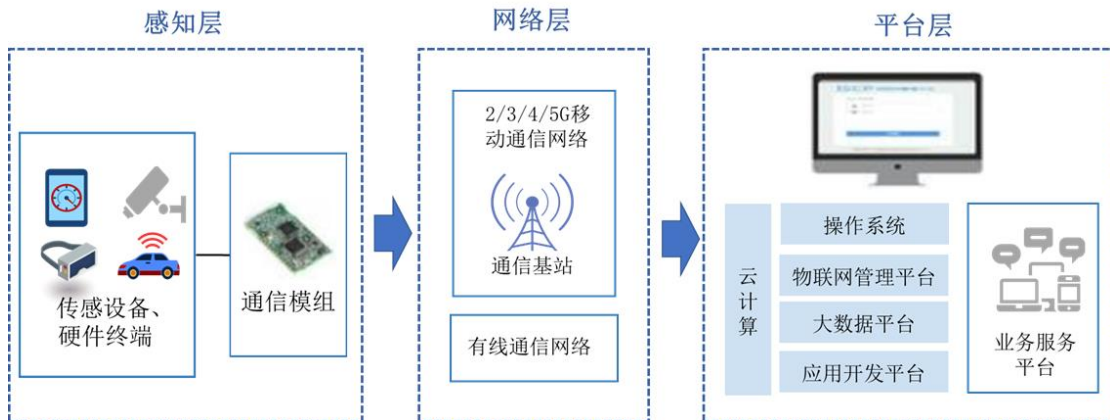 感知层
传感设备、
硬件终端
通信模组
网络层
2/3/4/5G移
动通信网络
通信基站
有线通信网络
平台层
云
计
算
操作系统
物联网管理平台
大数据平台
应用开发平台
业务服务
平台